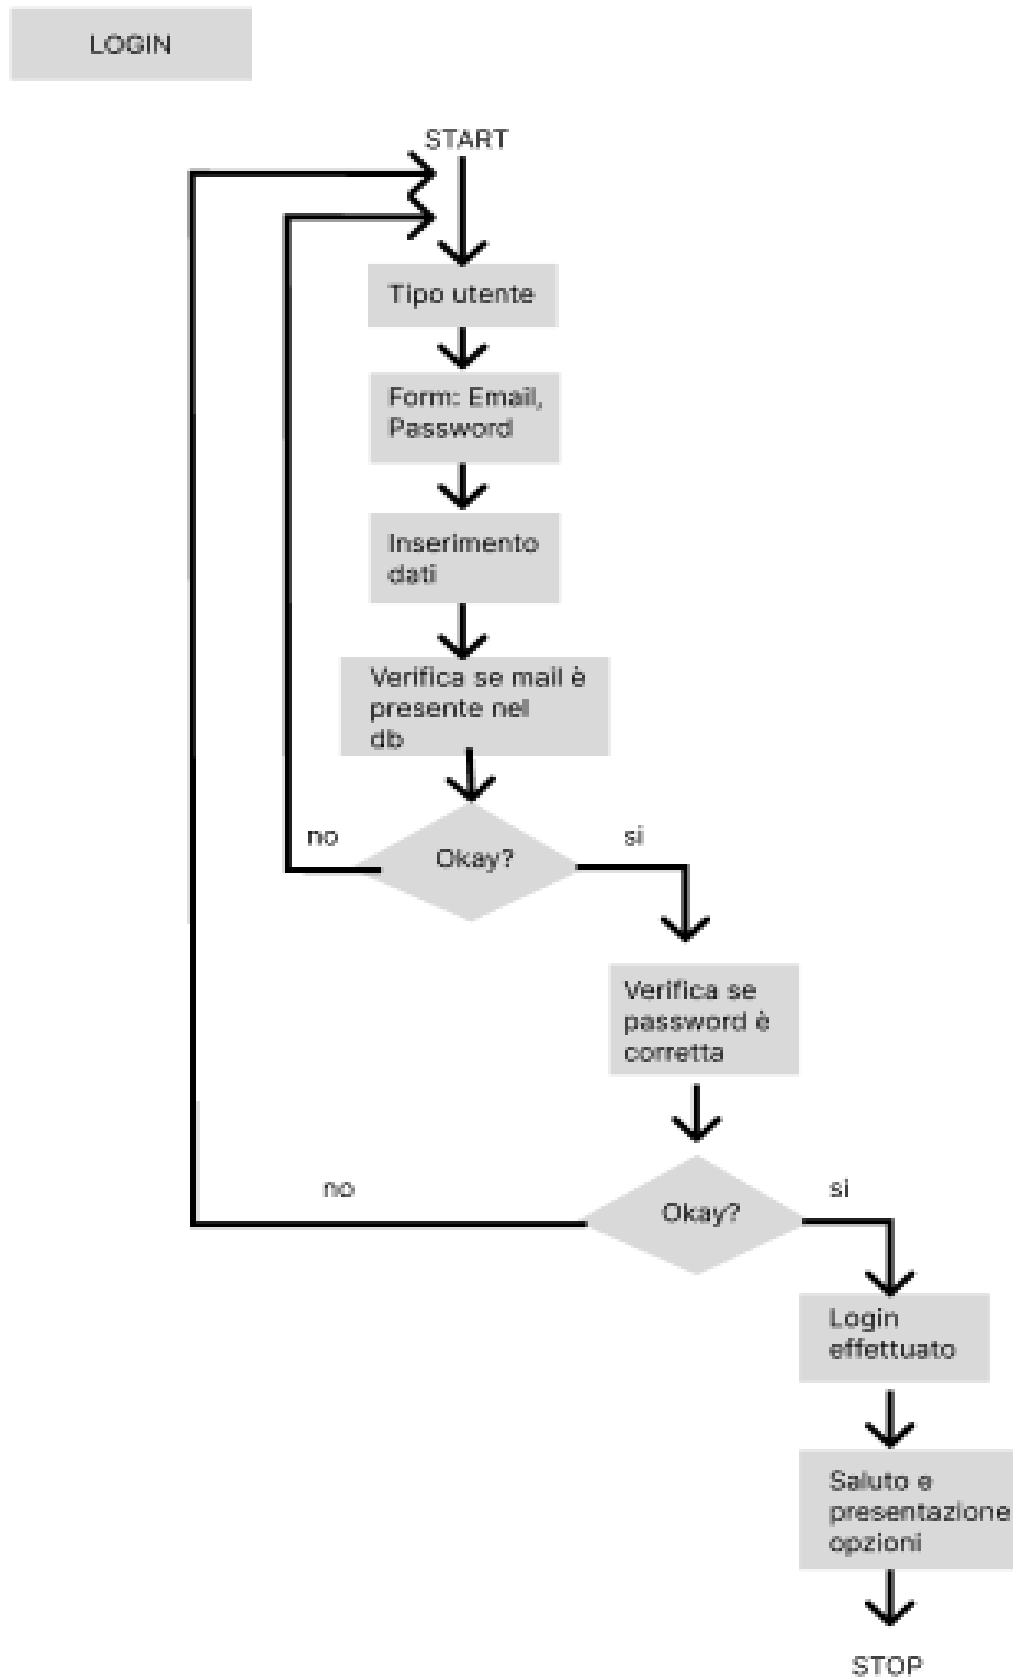 LOGIN
START
Tipo utente
Form: Email,
Password
Inserimento
dati
Verifica se mail è
presente nel
db
no
Okay?
si
Verifica se
password è
corretta
no
Okay?
si
Login
effettuato
Saluto e
presentazione
opzioni
STOP